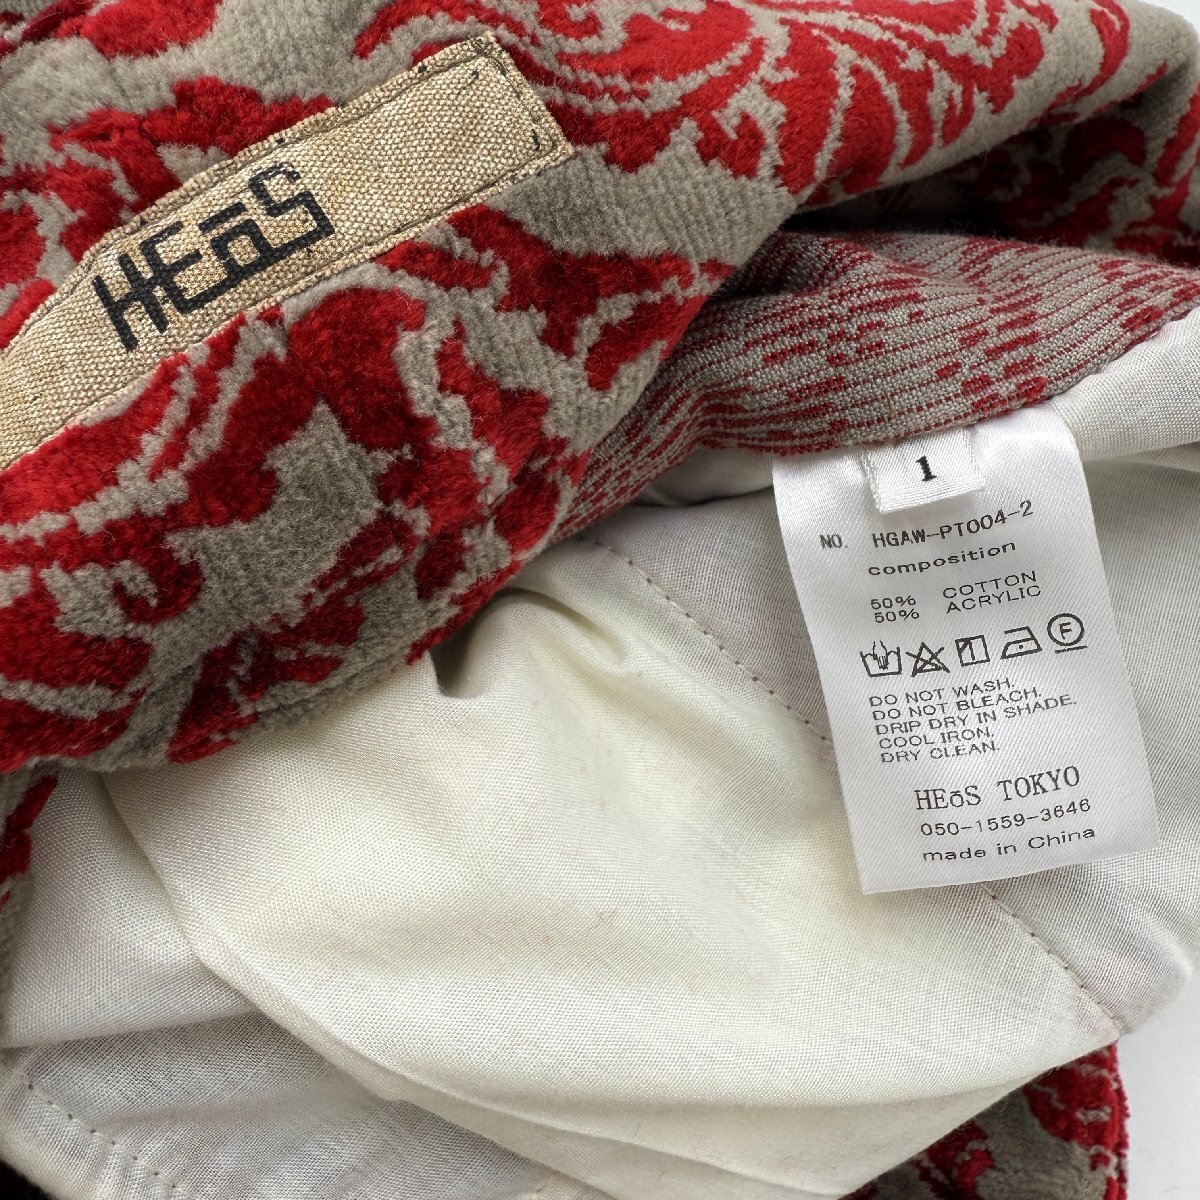 HEōS
1
NO. HGAW-PT004-2
composition
50% COTTON
50% ACRYLIC
F
DO NOT WASH.
DO NOT BLEACH.
DRIP DRY IN SHADE.
COOL IRON.
DRY CLEAN.
HEōS TOKYO
050-1559-3646
made in China